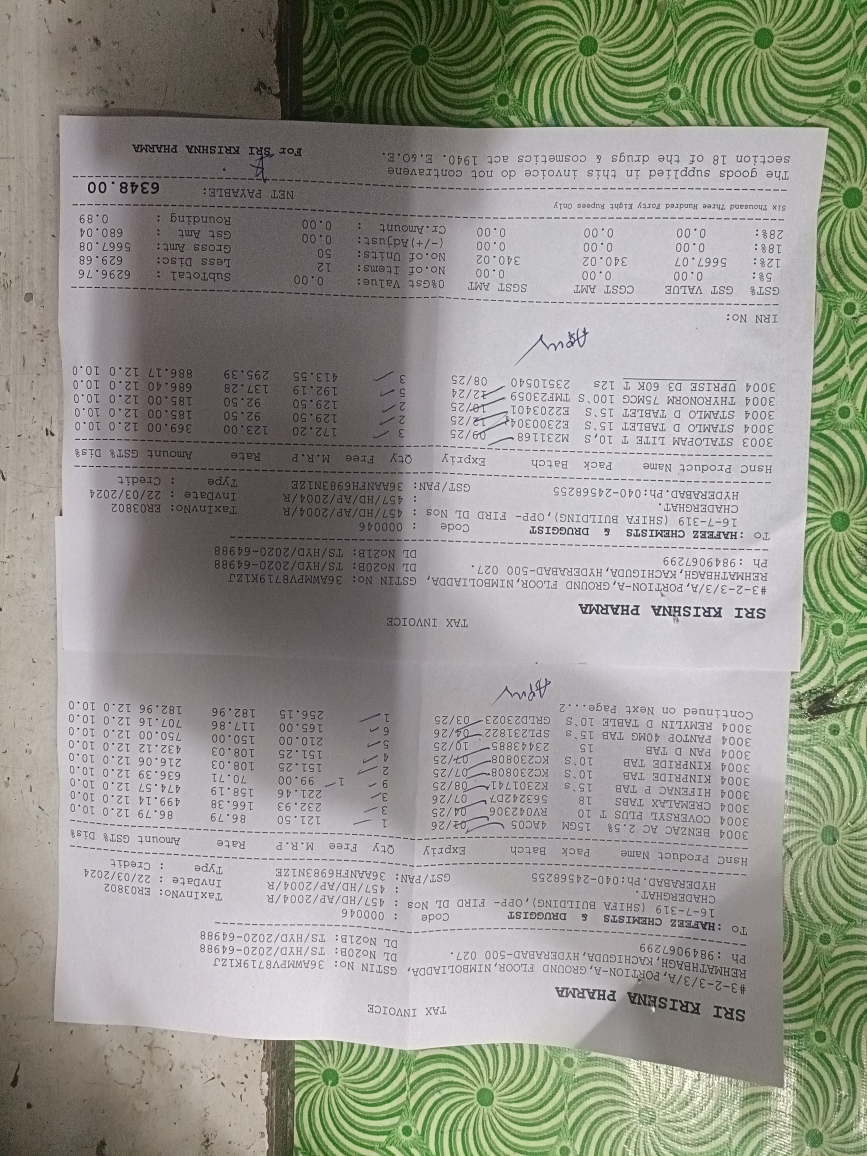 TAX INVOICE
SRI KRISHNA PHARMA
#3-2-3/3/A, PORTION-A, GROUND FLOOR, NIMBOLIADDA, GSTIN No: 36AWMPV8719K1ZJ
REHMATHBAGH, KACHIGUDA, HYDERABAD-500 027. DL No20B: TS/HYD/2020-64988
Ph : 9849067299 DL No21B: TS/HYD/2020-64988
To :HAFEEZ CHEMISTS & DRUGGIST Code : 000046
16-7-319 (SHIFA BUILDING),OPP- FIRD DL Nos : 457/HD/AP/2004/R TaxInvNo: ER03802
CHADERGHAT. : 457/HD/AP/2004/R InvDate : 22/03/2024
HYDERABAD.Ph:040-24568255 GST/PAN: 36AANFH6983N1ZE Type : Credit
HsnC Product Name Pack Batch Expriy Qty Free M.R.P Rate Amount GST% Dis%
3004 BENZAC AC 2.5% 15GM 4AC05 01/26 1 121.50 86.79 86.79 12.0 10.0
3004 COVERSYL PLUS T 10 RV042306 04/25 3 232.93 166.38 499.14 12.0 10.0
3004 CREMALAX TABS 18 S63242D7 07/26 3 221.46 158.19 474.57 12.0 10.0
3004 HIFENAC P TAB 15's KZ3017141 08/25 9 1 99.00 70.71 636.39 12.0 10.0
3004 KINPRIDE TAB 10'S KC230808 07/25 2 151.25 108.03 216.06 12.0 10.0
3004 KINPRIDE TAB 10'S KC230808 07/25 4 151.25 108.03 432.12 12.0 10.0
3004 PAN D TAB 15 23443885 10/25 5 210.00 150.00 750.00 12.0 10.0
3004 PANTOP 40MG TAB 15's SPT231822 04/26 6 165.00 117.86 707.16 12.0 10.0
3004 REMYLIN D TABLE 10'S GDLR23023 03/25 1 256.15 182.96 182.96 12.0 10.0
Continued on Next Page...2
TAX INVOICE
SRI KRISHNA PHARMA
#3-2-3/3/A, PORTION-A, GROUND FLOOR, NIMBOLIADDA, GSTIN No: 36AWMPV8719K1ZJ
REHMATHBAGH, KACHIGUDA, HYDERABAD-500 027. DL No20B: TS/HYD/2020-64988
Ph : 9849067299 DL No21B: TS/HYD/2020-64988
To :HAFEEZ CHEMISTS & DRUGGIST Code : 000046
16-7-319 (SHIFA BUILDING),OPP- FIRD DL Nos : 457/HD/AP/2004/R TaxInvNo: ER03802
CHADERGHAT. : 457/HD/AP/2004/R InvDate : 22/03/2024
HYDERABAD.Ph:040-24568255 GST/PAN: 36AANFH6983N1ZE Type : Credit
HsnC Product Name Pack Batch Expriy Qty Free M.R.P Rate Amount GST% Dis%
3003 STALOPAM LITE T 10,S M231168 09/25 3 172.20 123.00 369.00 12.0 10.0
3004 STAMLO D TABLET 15'S E2300304 12/25 2 129.50 92.50 185.00 12.0 10.0
3004 STAMLO D TABLET 15'S E2203401 10/25 2 129.50 92.50 185.00 12.0 10.0
3004 THYRONORM 75MCG 100'S TMF23059 12/24 5 192.19 137.28 686.40 12.0 10.0
3004 UPRISE D3 60K T 12s 23510540 08/25 3 413.55 295.39 886.17 12.0 10.0
IRN No:
GST% GST VALUE CGST AMT SGST AMT 0%Gst Value: 0.00 SubTotal : 6296.76
5%: 0.00 0.00 0.00 No.of Items: 12 Less Disc: 629.68
12%: 5667.07 340.02 340.02 No.of Units: 50 Gross Amt: 5667.08
18%: 0.00 0.00 0.00 (-/+)Adjust: 0.00 Gst Amt : 680.04
28%: 0.00 0.00 0.00 Cr.Amount : 0.00 Rounding : 0.89
Six Thousand Three Hundred Forty Eight Rupees Only NET PAYABLE: 6348.00
The goods supplied in this invoice do not contravene
section 18 of the drugs & cosmetics act 1940. E.&O.E. For SRI KRISHNA PHARMA